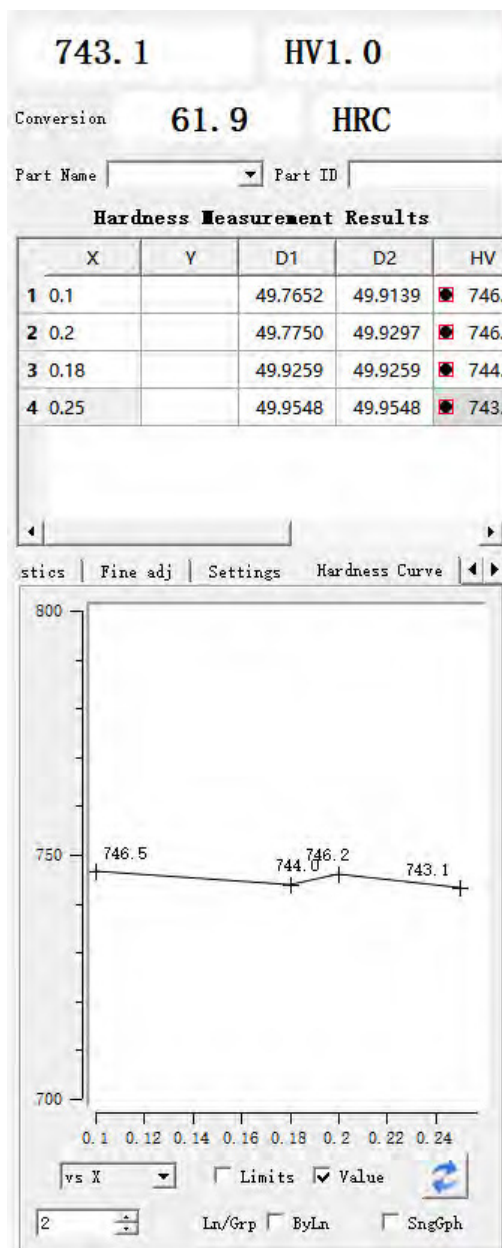 743.1 HV1.0
Conversion 61.9 HRC
Part Name Part ID
Hardness Measurement Results
X Y D1 D2 HV
1 0.1 49.7652 49.9139 746.
2 0.2 49.7750 49.9297 746.
3 0.18 49.9259 49.9259 744.
4 0.25 49.9548 49.9548 743.
stics Fine adj Settings Hardness Curve
800
750
746.5 744.0 746.2 743.1
700
0.1 0.12 0.14 0.16 0.18 0.2 0.22 0.24
vs X Limits Value
2 Ln/Grp ByLn SngGph